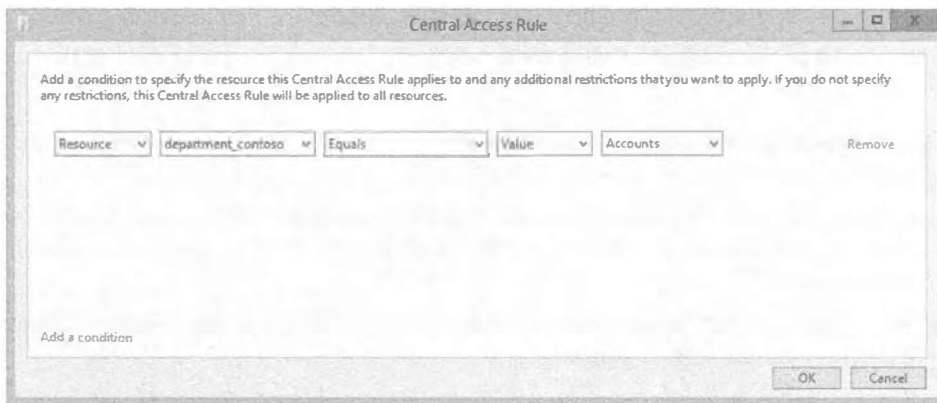 Central Access Rule
Add a condition to specify the resource this Central Access Rule applies to and any additional restrictions that you want to apply. If you do not specify
any restrictions, this Central Access Rule will be applied to all resources.
Resource department_contoso Equals Value Accounts Remove
Add a condition
OK Cancel